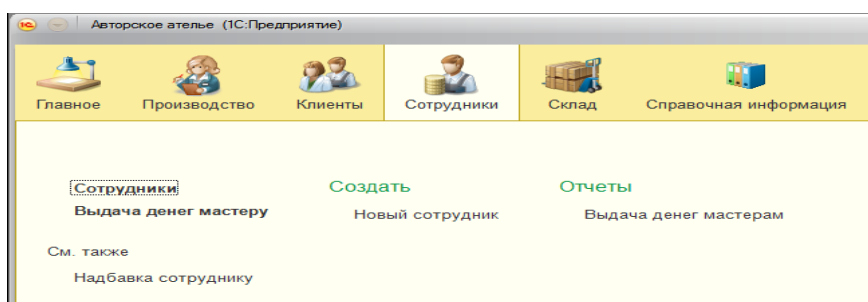 Авторское ателье (1С:Предприятие)
Главное Производство Клиенты Сотрудники Склад Справочная информация
Сотрудники Создать Отчеты
Выдача денег мастеру Новый сотрудник Выдача денег мастерам
См. также
Надбавка сотруднику